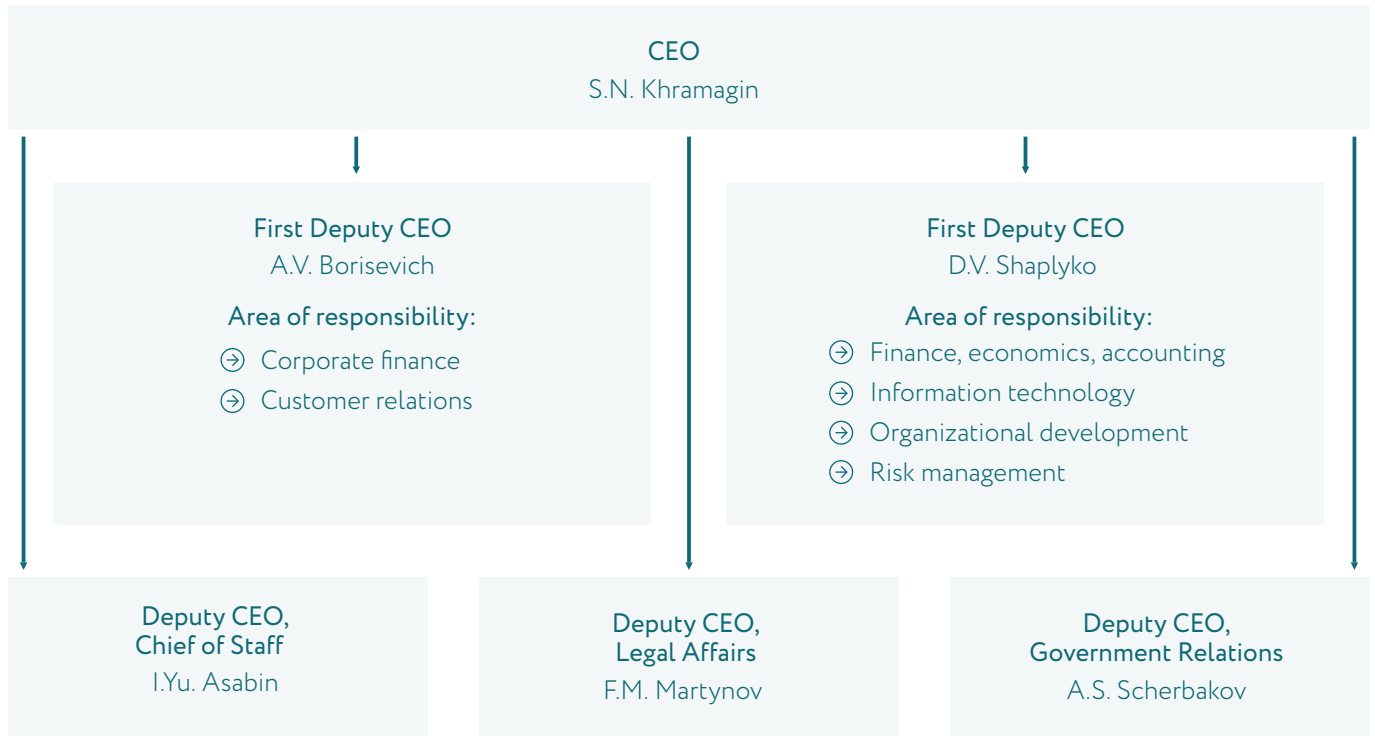 CEO
S.N. Khramagin
First Deputy CEO
A.V. Borisevich
Area of responsibility:
Corporate finance
Customer relations
First Deputy CEO
D.V. Shaplyko
Area of responsibility:
Finance, economics, accounting
Information technology
Organizational development
Risk management
Deputy CEO,
Chief of Staff
I.Yu. Asabin
Deputy CEO,
Legal Affairs
F.M. Martynov
Deputy CEO,
Government Relations
A.S. Scherbakov